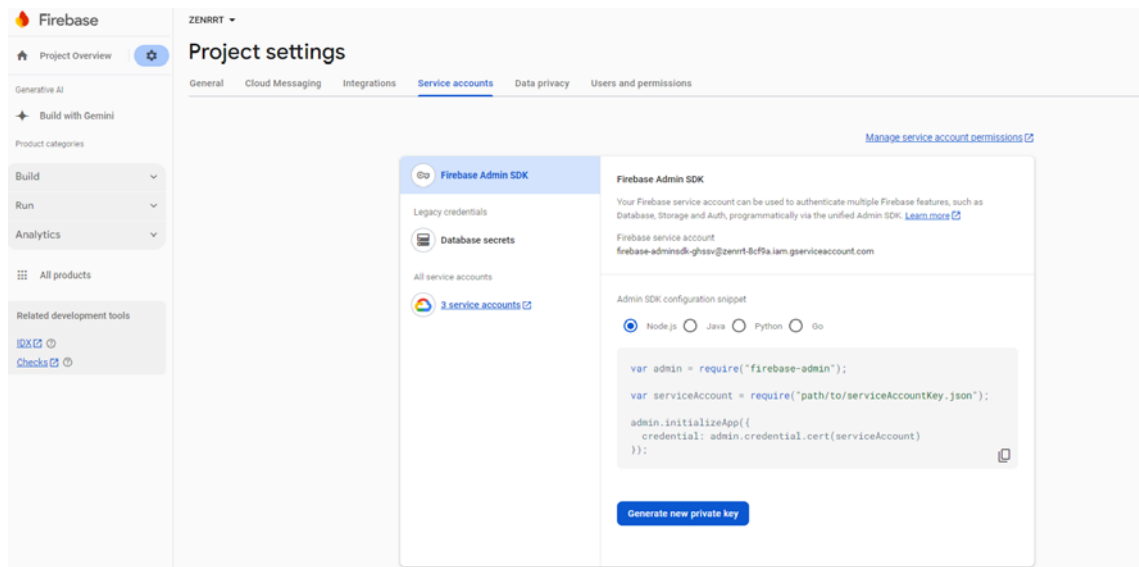 Firebase
ZENRRT
Project Overview
Project settings
General Cloud Messaging Integrations Service accounts Data privacy Users and permissions
Generative AI
Build with Gemini
Product categories
Build
Run
Analytics
All products
Related development tools
IDX
Checks
Manage service account permissions
Firebase Admin SDK
Legacy credentials
Database secrets
All service accounts
3 service accounts
Firebase Admin SDK
Your Firebase service account can be used to authenticate multiple Firebase features, such as
Database, Storage and Auth, programmatically via the unified Admin SDK. Learn more
Firebase service account
firebase-adminsdk-ghssv@zenrrt-8cf9a.iam.gserviceaccount.com
Admin SDK configuration snippet
Node.js Java Python Go
var admin = require("firebase-admin");
var serviceAccount = require("path/to/serviceAccountKey.json");
admin.initializeApp({
credential: admin.credential.cert(serviceAccount)
});
Generate new private key